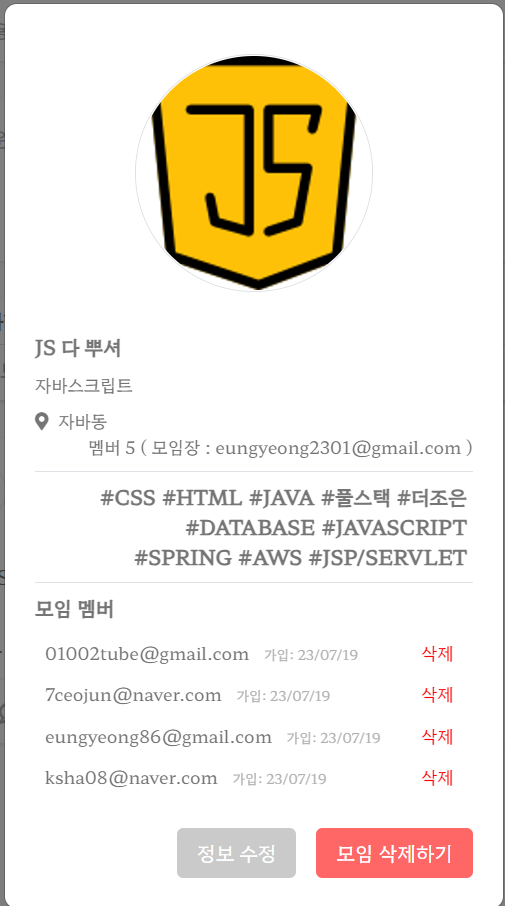 JS
JS 다 뿌셔
자바스크립트
자바동
멤버 5 ( 모임장 : eungyeong2301@gmail.com )
#CSS #HTML #JAVA #풀스택 #더조은
#DATABASE #JAVASCRIPT
#SPRING #AWS #JSP/SERVLET
모임 멤버
01002tube@gmail.com 가입: 23/07/19 삭제
7ceojun@naver.com 가입: 23/07/19 삭제
eungyeong86@gmail.com 가입: 23/07/19 삭제
ksha08@naver.com 가입: 23/07/19 삭제
정보 수정 모임 삭제하기